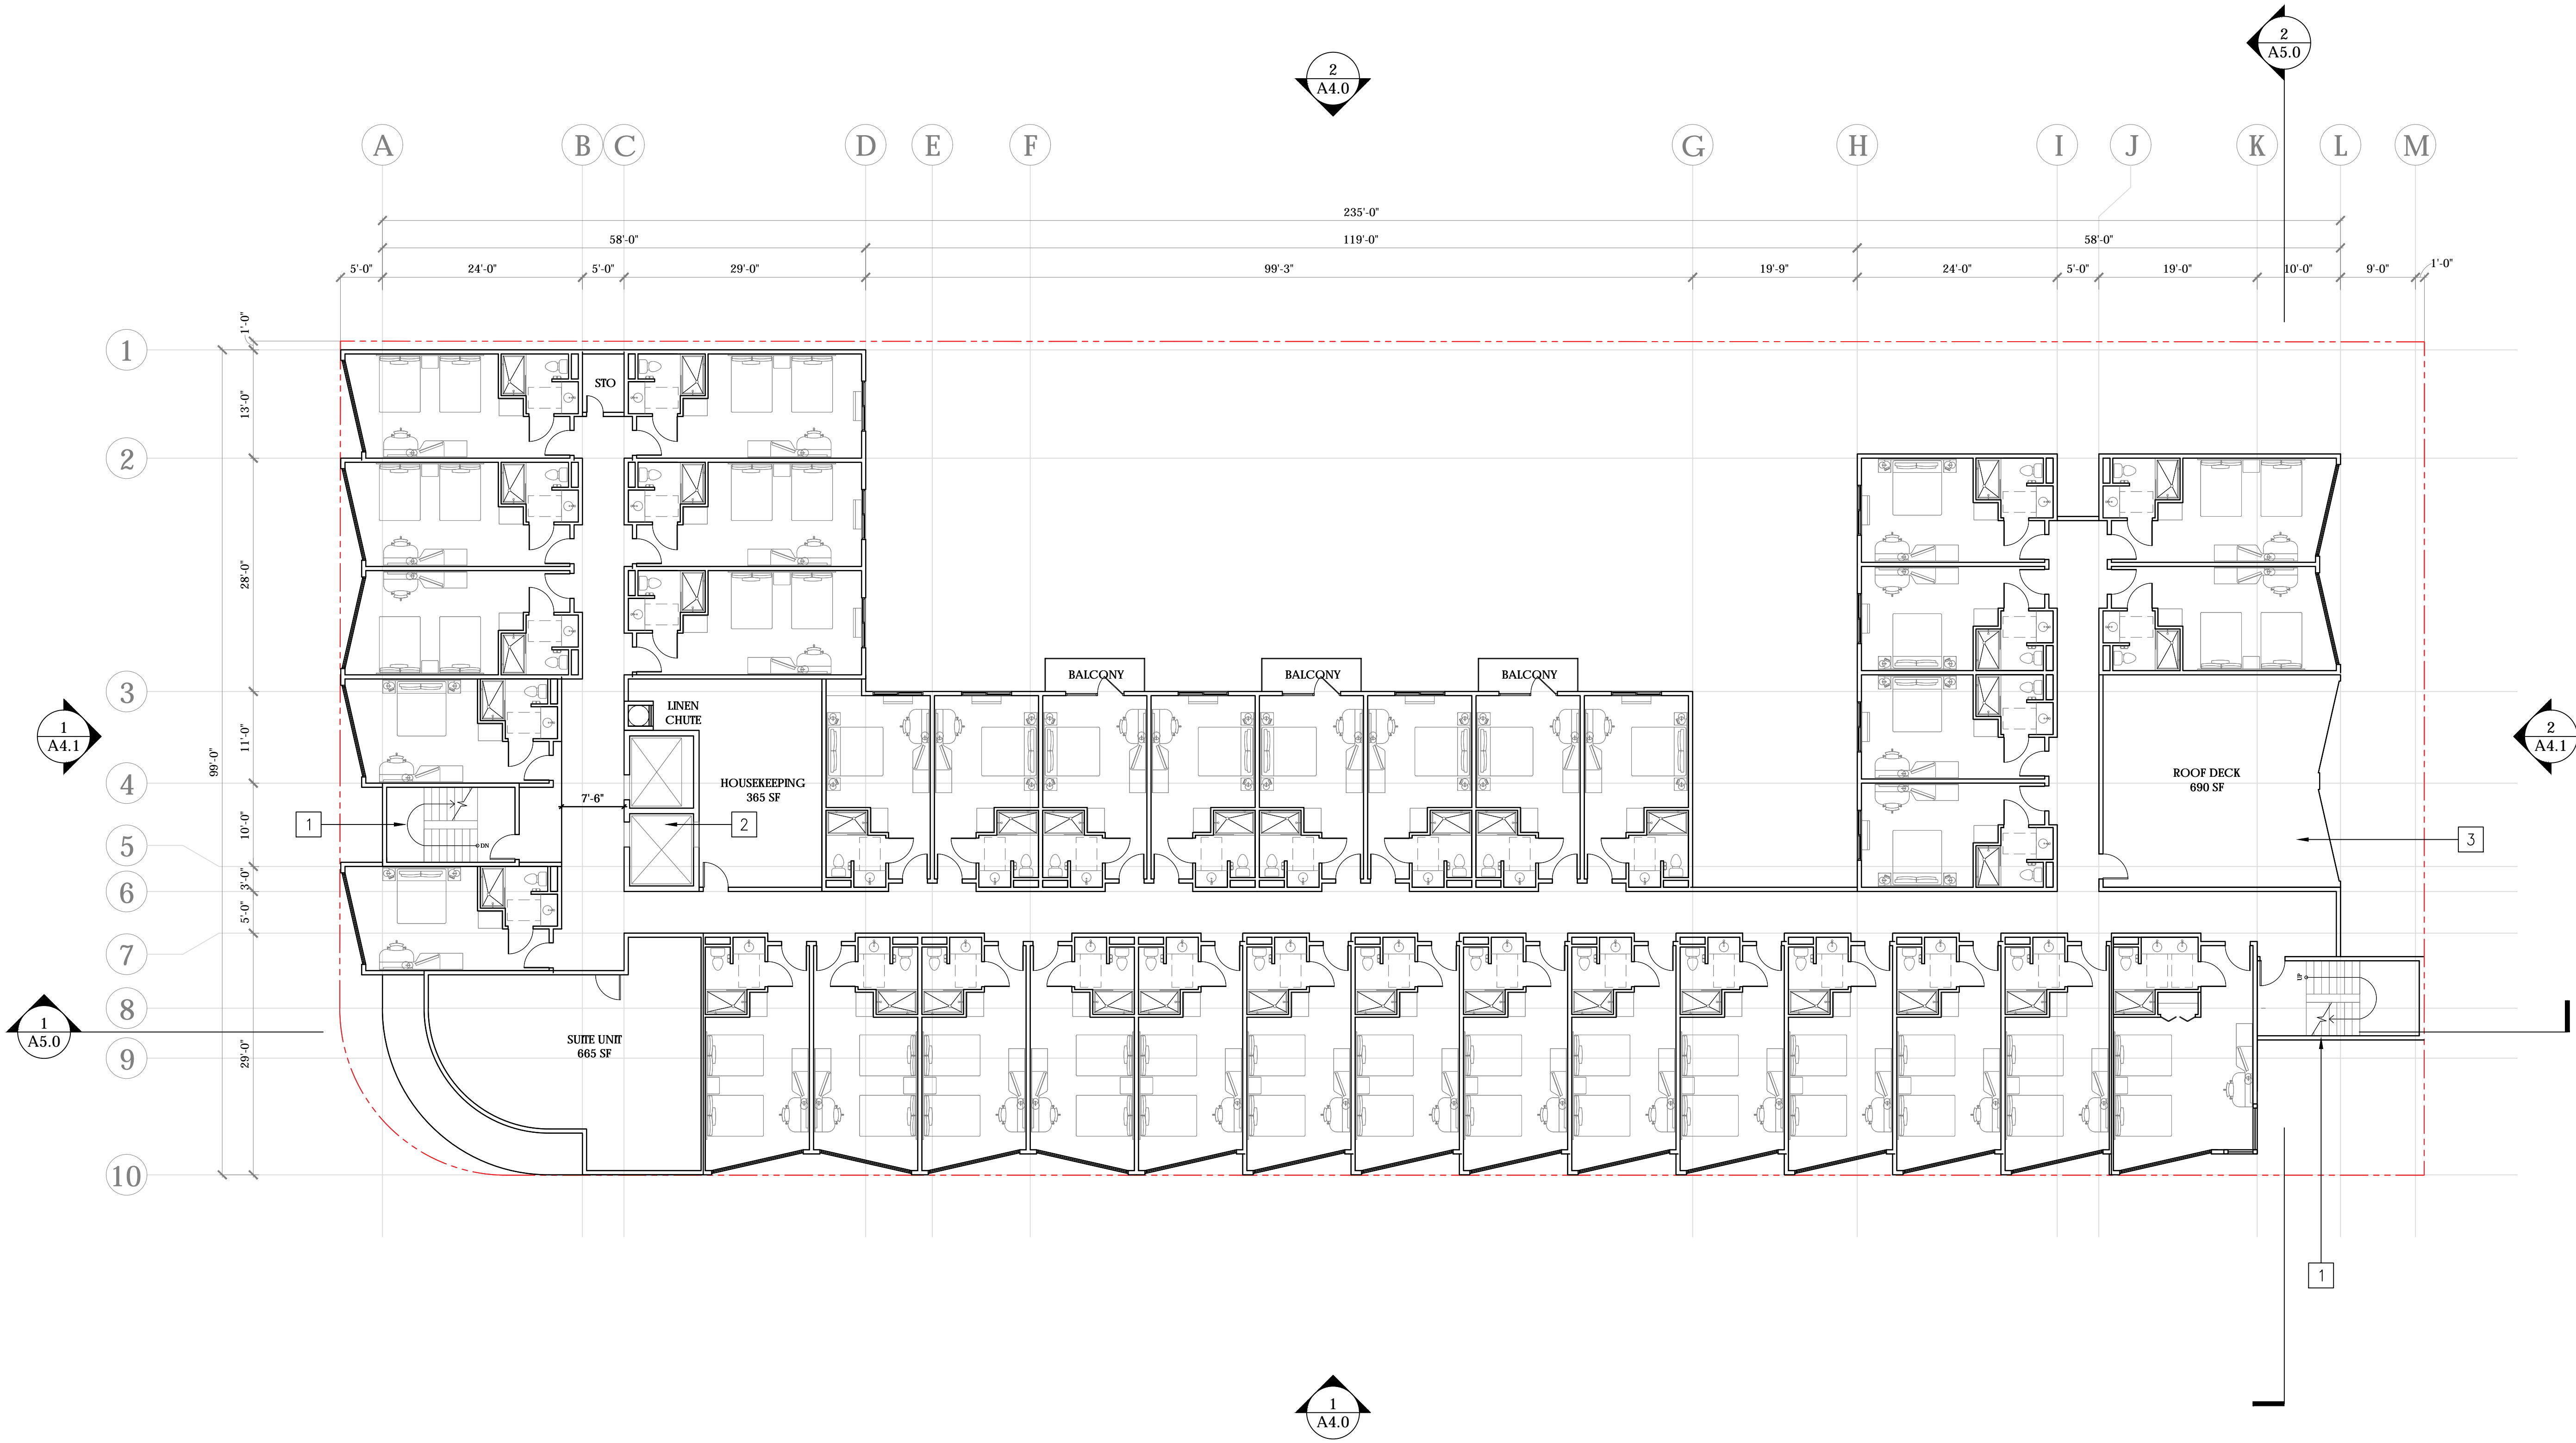 2
A5.0
2
A4.0
A B C D E F G H I J K L M
235'-0"
58'-0" 119'-0" 58'-0"
5'-0" 24'-0" 5'-0" 29'-0" 99'-3" 19'-9" 24'-0" 5'-0" 19'-0" 10'-0" 9'-0" 1'-0"
1'-0"
1
STO
13'-0"
2
28'-0"
BALCONY BALCONY BALCONY
3
LINEN
CHUTE
1
A4.1
11'-0"
2
A4.1
99'-0"
4
HOUSEKEEPING
365 SF
ROOF DECK
690 SF
7'-6"
1
2
10'-0"
3
DN
5
3'-0"
6
5'-0"
7
UP
8
1
A5.0
SUITE UNIT
665 SF
9
29'-0"
10
1
1
A4.0